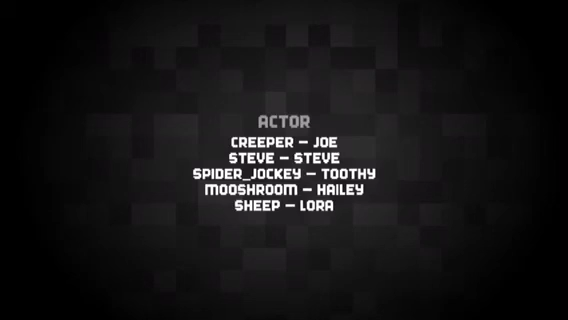 ACTOR
CREEPER – JOE
STEVE – STEVE
SPIDER_JOCKEY – TOOTHY
MOOSHROOM – HAILEY
SHEEP – LORA